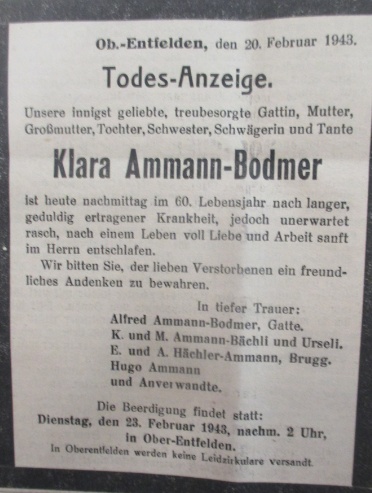 Ob.-Entfelden, den 20. Februar 1943.
Todes-Anzeige.
Unsere innigst geliebte, treubesorgte Gattin, Mutter,
Großmutter, Tochter, Schwester, Schwägerin und Tante
Klara Ammann-Bodmer
ist heute nachmittag im 60. Lebensjahr nach langer,
geduldig ertragener Krankheit, jedoch unerwartet
rasch, nach einem Leben voll Liebe und Arbeit sanft
im Herrn entschlafen.
Wir bitten Sie, der lieben Verstorbenen ein freund-
liches Andenken zu bewahren.
In tiefer Trauer:
Alfred Ammann-Bodmer, Gatte.
K. und M. Ammann-Bächli und Urseli.
E. und A. Hächler-Ammann, Brugg.
Hugo Ammann
und Anverwandte.
Die Beerdigung findet statt:
Dienstag, den 23. Februar 1943, nachm. 2 Uhr,
in Ober-Entfelden.
In Oberentfelden werden keine Leidzirkulare versandt.